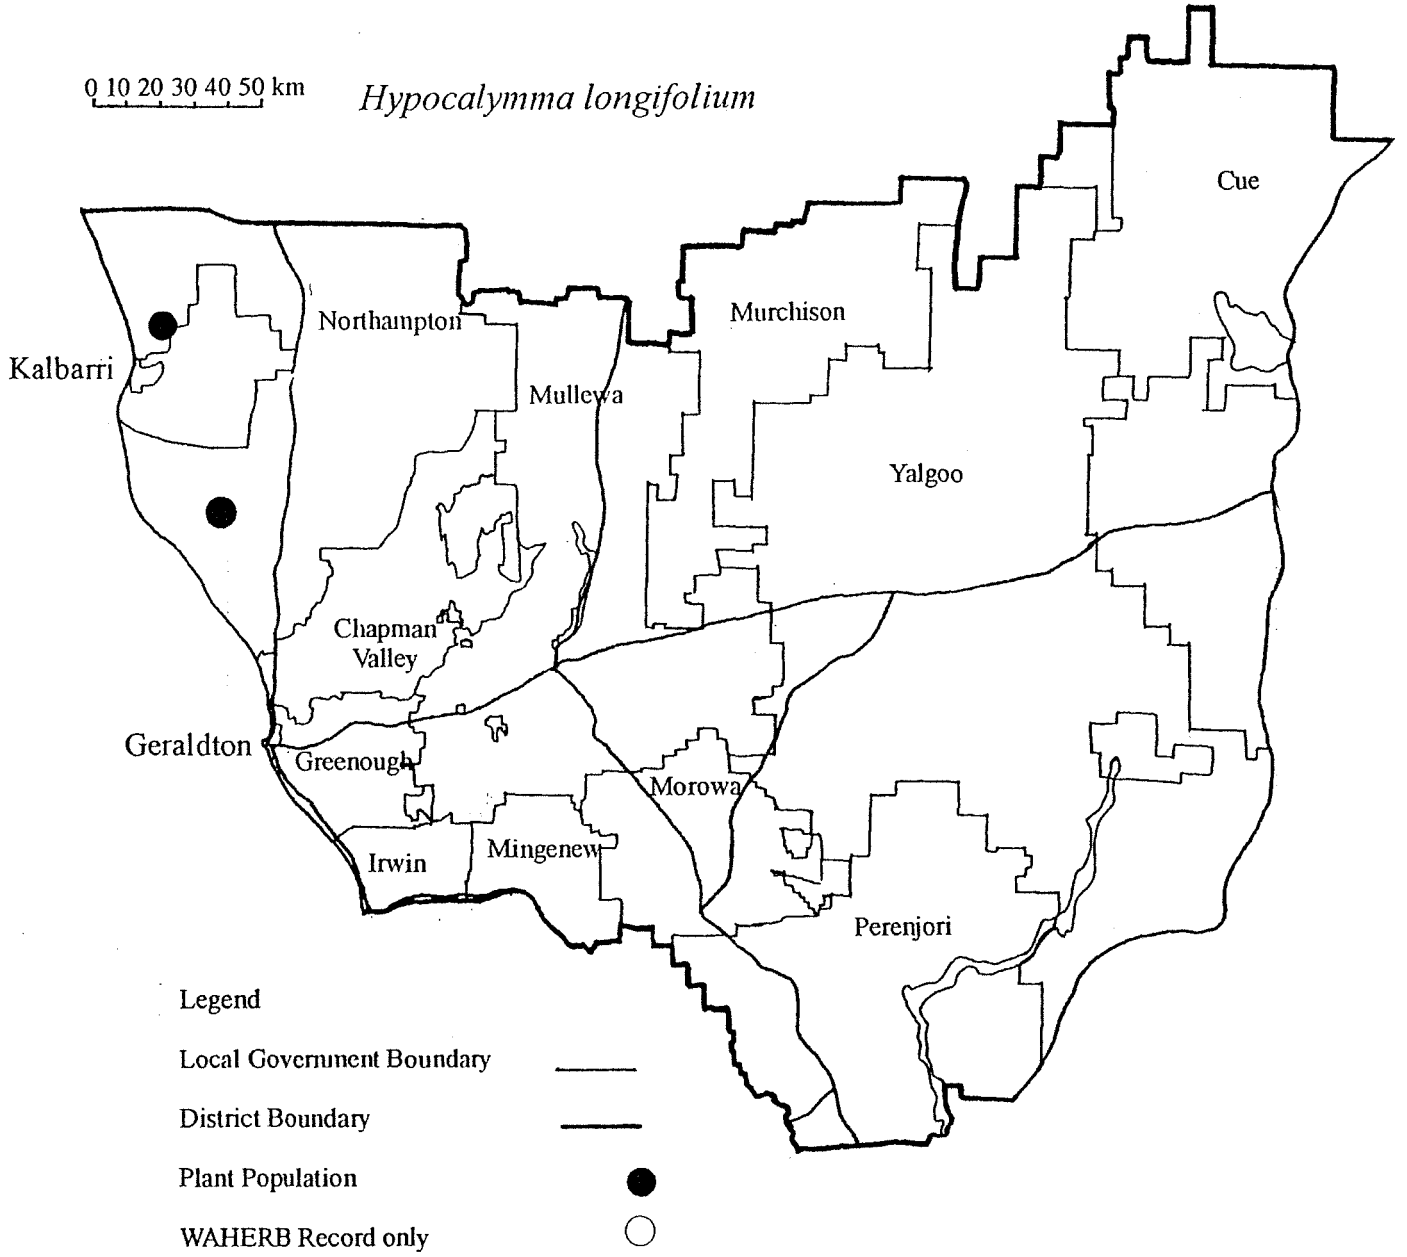 0 10 20 30 40 50 km
Hypocalymma longifolium
Cue
Northampton
Murchison
Kalbarri
Mullewa
Yalgoo
Chapman
Valley
Geraldton
Greenough
Morowa
Irwin
Mingenew
Perenjori
Legend
Local Government Boundary
District Boundary
Plant Population
WAHERB Record only